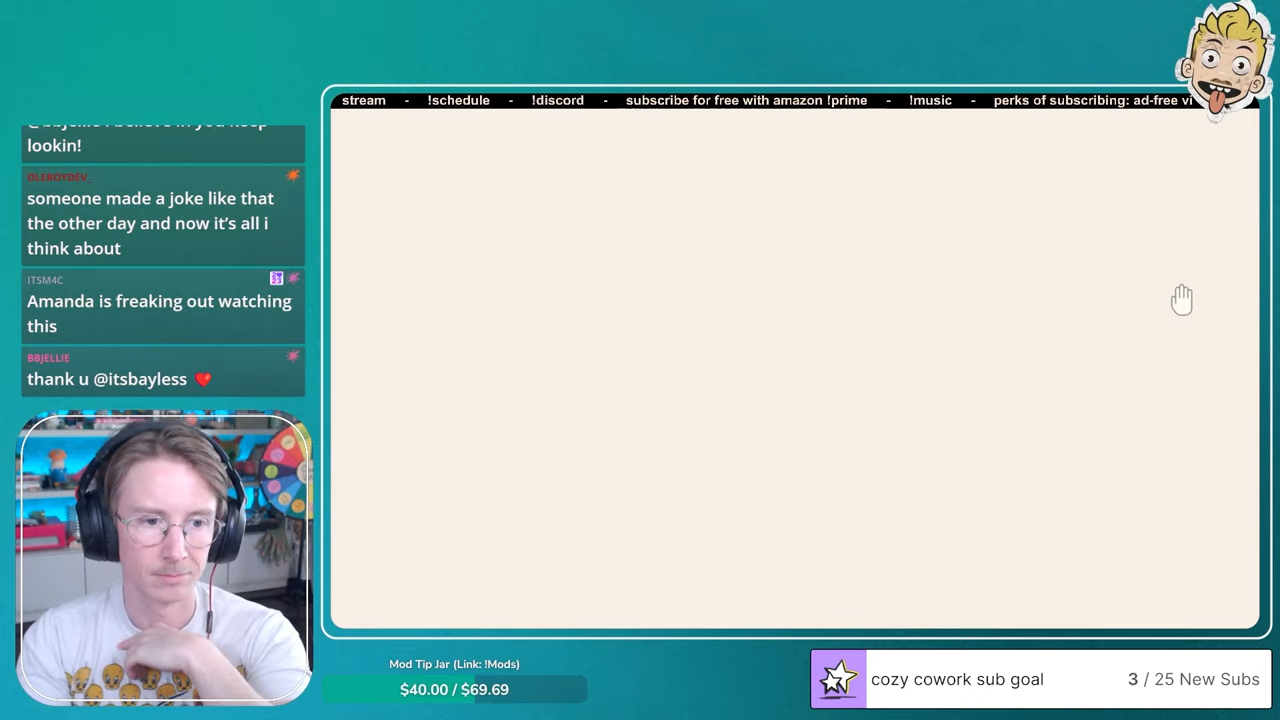 stream - !schedule - !discord - subscribe for free with amazon !prime - !music - perks of subscribing: ad-free vi
lookin!
OLEBOYDEV_
someone made a joke like that
the other day and now it's all i
think about
ITSM4C
Amanda is freaking out watching
this
BBJELLIE
thank u @itsbayless ❤️
Mod Tip Jar (Link: !Mods)
$40.00 / $69.69
cozy cowork sub goal 3 / 25 New Subs